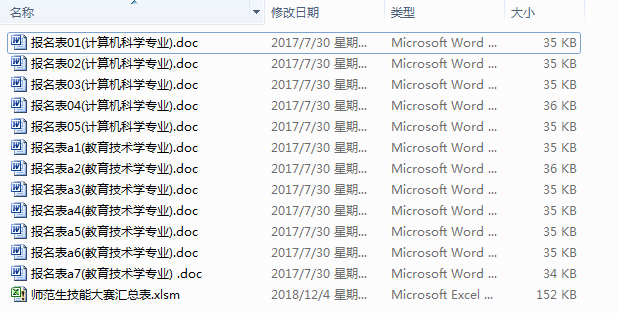 名称 修改日期 类型 大小
报名表01(计算机科学专业).doc 2017/7/30 星期... Microsoft Word ... 35 KB
报名表02(计算机科学专业).doc 2017/7/30 星期... Microsoft Word ... 35 KB
报名表03(计算机科学专业).doc 2017/7/30 星期... Microsoft Word ... 35 KB
报名表04(计算机科学专业).doc 2017/7/30 星期... Microsoft Word ... 36 KB
报名表05(计算机科学专业).doc 2017/7/30 星期... Microsoft Word ... 35 KB
报名表a1(教育技术学专业).doc 2017/7/30 星期... Microsoft Word ... 35 KB
报名表a2(教育技术学专业).doc 2017/7/30 星期... Microsoft Word ... 36 KB
报名表a3(教育技术学专业).doc 2017/7/30 星期... Microsoft Word ... 35 KB
报名表a4(教育技术学专业).doc 2017/7/30 星期... Microsoft Word ... 35 KB
报名表a5(教育技术学专业).doc 2017/7/30 星期... Microsoft Word ... 35 KB
报名表a6(教育技术学专业).doc 2017/7/30 星期... Microsoft Word ... 35 KB
报名表a7(教育技术学专业) .doc 2017/7/30 星期... Microsoft Word ... 34 KB
师范生技能大赛汇总表.xlsm 2018/12/4 星期... Microsoft Excel ... 152 KB